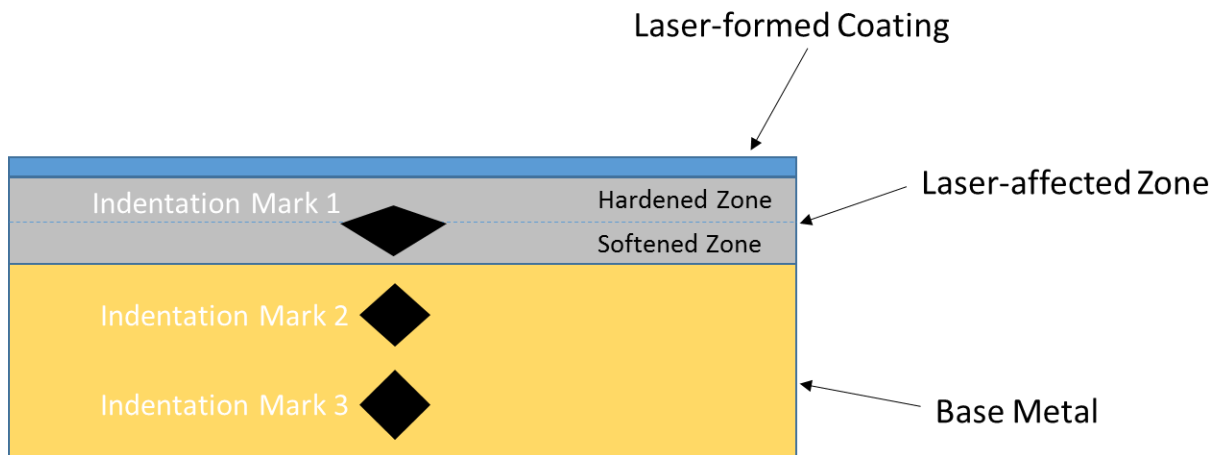 Laser-formed Coating
Indentation Mark 1
Hardened Zone
Laser-affected Zone
Softened Zone
Indentation Mark 2
Indentation Mark 3
Base Metal